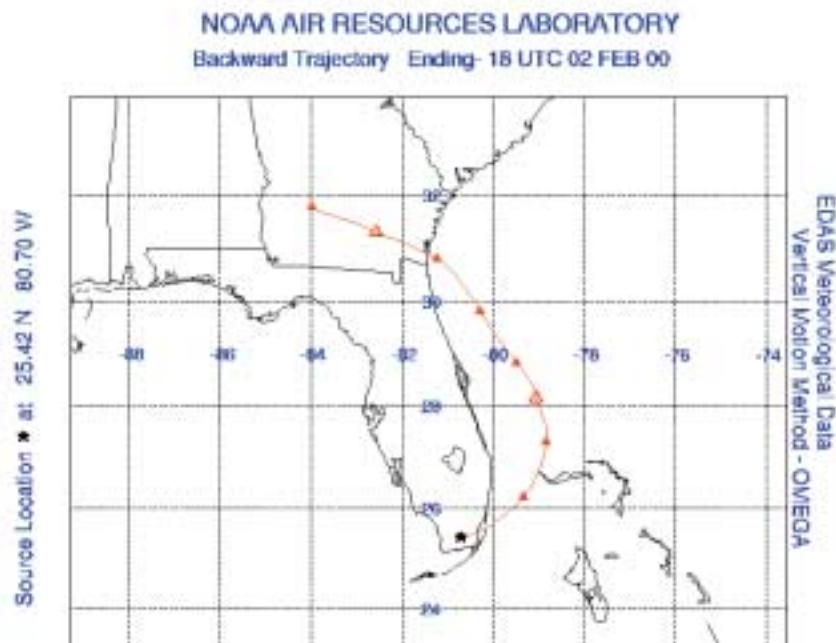 NOAA AIR RESOURCES LABORATORY
Backward Trajectory Ending- 18 UTC 02 FEB 00
Source Location ★ at 25.42 N 80.70 W
32
30
-88 -86 -84 -82 -80 -78 -76 -74
28
26
24
EDAS Meteorological Data
Vertical Motion Method - OMEGA